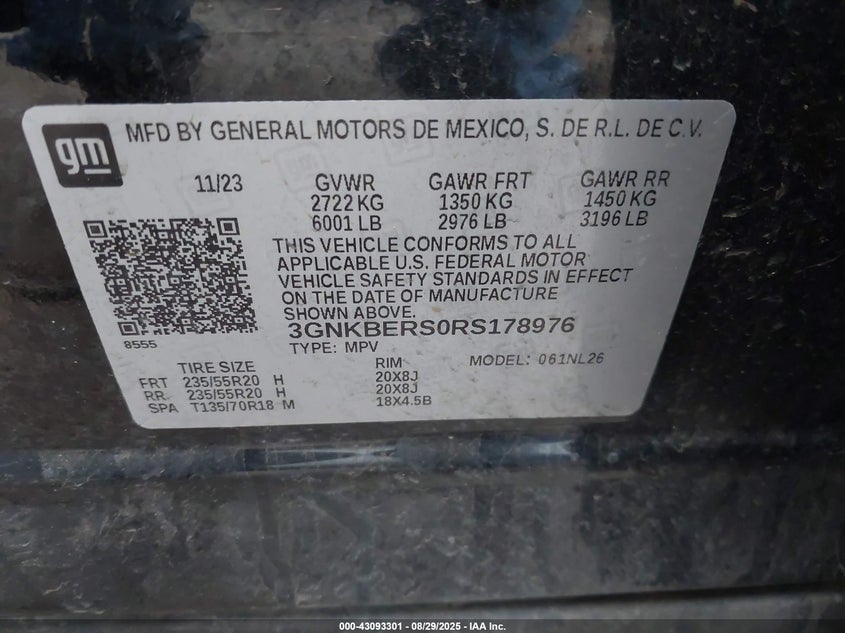 gm
MFD BY GENERAL MOTORS DE MEXICO, S. DE R.L. DE C.V.
11/23 GVWR GAWR FRT GAWR RR
2722 KG 1350 KG 1450 KG
6001 LB 2976 LB 3196 LB
THIS VEHICLE CONFORMS TO ALL
APPLICABLE U.S. FEDERAL MOTOR
VEHICLE SAFETY STANDARDS IN EFFECT
ON THE DATE OF MANUFACTURE
SHOWN ABOVE.
3GNKBERS0RS178976
8555
TYPE: MPV MODEL: 061NL26
TIRE SIZE RIM
FRT 235/55R20 H 20X8J
RR 235/55R20 H 20X8J
SPA T135/70R18 M 18X4.5B
000-43093301 - 08/29/2025 - IAA Inc.